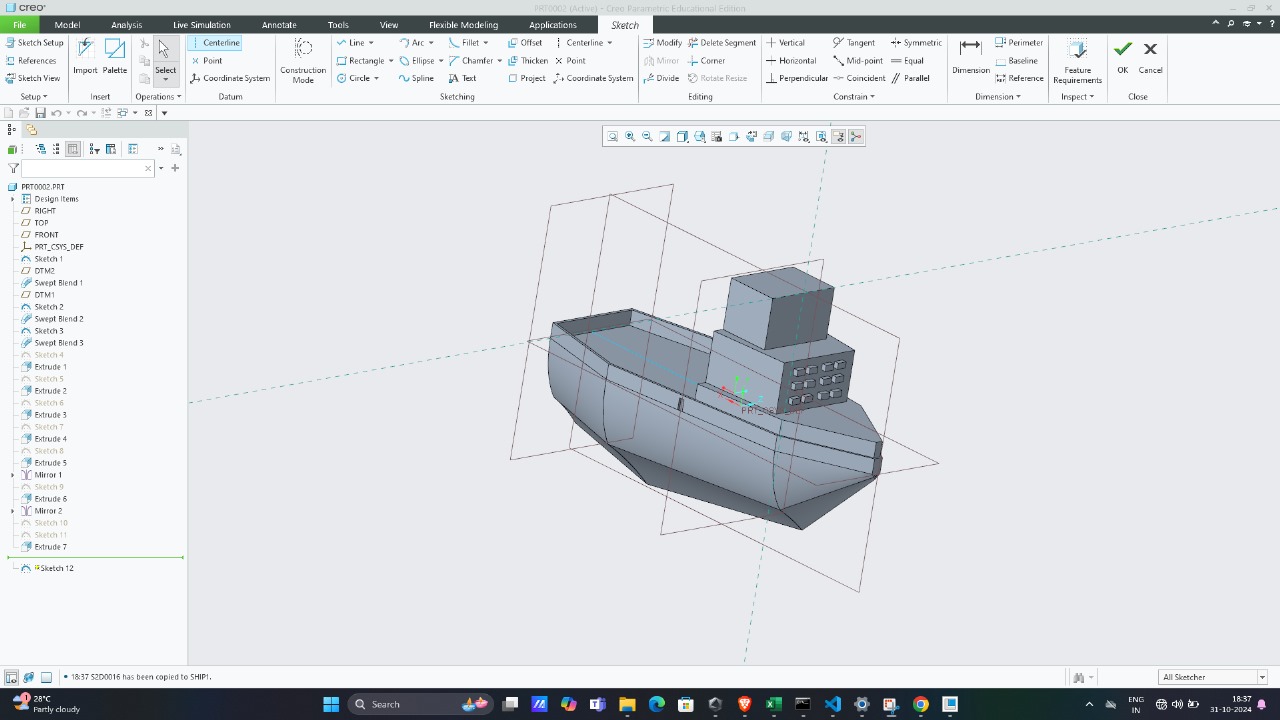 creo
PRT0002 (Active) - Creo Parametric Educational Edition
File Model Analysis Live Simulation Annotate Tools View Flexible Modeling Applications Sketch
Sketch Setup
References
Sketch View
Setup
Import Palette
Insert
Select
Operations
Centerline
Point
Coordinate System
Datum
Construction Mode
Line Arc Fillet Offset Centerline
Rectangle Ellipse Chamfer Thicken Point
Circle Spline Text Project Coordinate System
Sketching
Modify Delete Segment
Mirror Corner
Divide Rotate Resize
Editing
Vertical Tangent Symmetric
Horizontal Mid-point Equal
Perpendicular Coincident Parallel
Constrain
Dimension
Perimeter
Baseline
Reference
Dimension
Feature Requirements
Inspect
OK Cancel
Close
PRT0002.PRT
Design Items
RIGHT
TOP
FRONT
PRT_CSYS_DEF
Sketch 1
DTM2
Swept Blend 1
DTM1
Sketch 2
Swept Blend 2
Sketch 3
Swept Blend 3
Sketch 4
Extrude 1
Sketch 5
Extrude 2
Sketch 6
Extrude 3
Sketch 7
Extrude 4
Sketch 8
Extrude 5
Mirror 1
Sketch 9
Extrude 6
Mirror 2
Sketch 10
Sketch 11
Extrude 7
Sketch 12
• 18:37 S2D0016 has been copied to SHIP1.
All Sketcher
1
28°C
Partly cloudy
Search
ENG
IN
18:37
31-10-2024